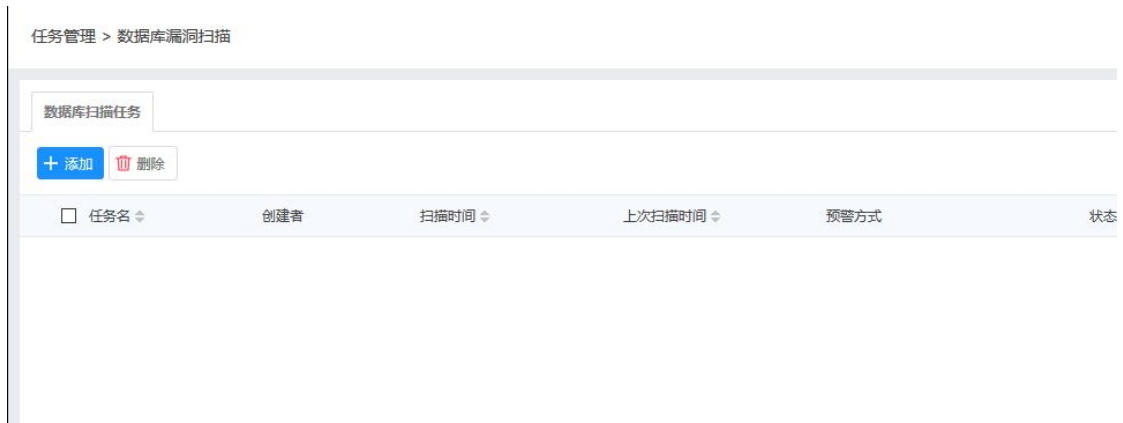 任务管理 > 数据库漏洞扫描
数据库扫描任务
添加 删除
任务名 创建者 扫描时间 上次扫描时间 预警方式 状态